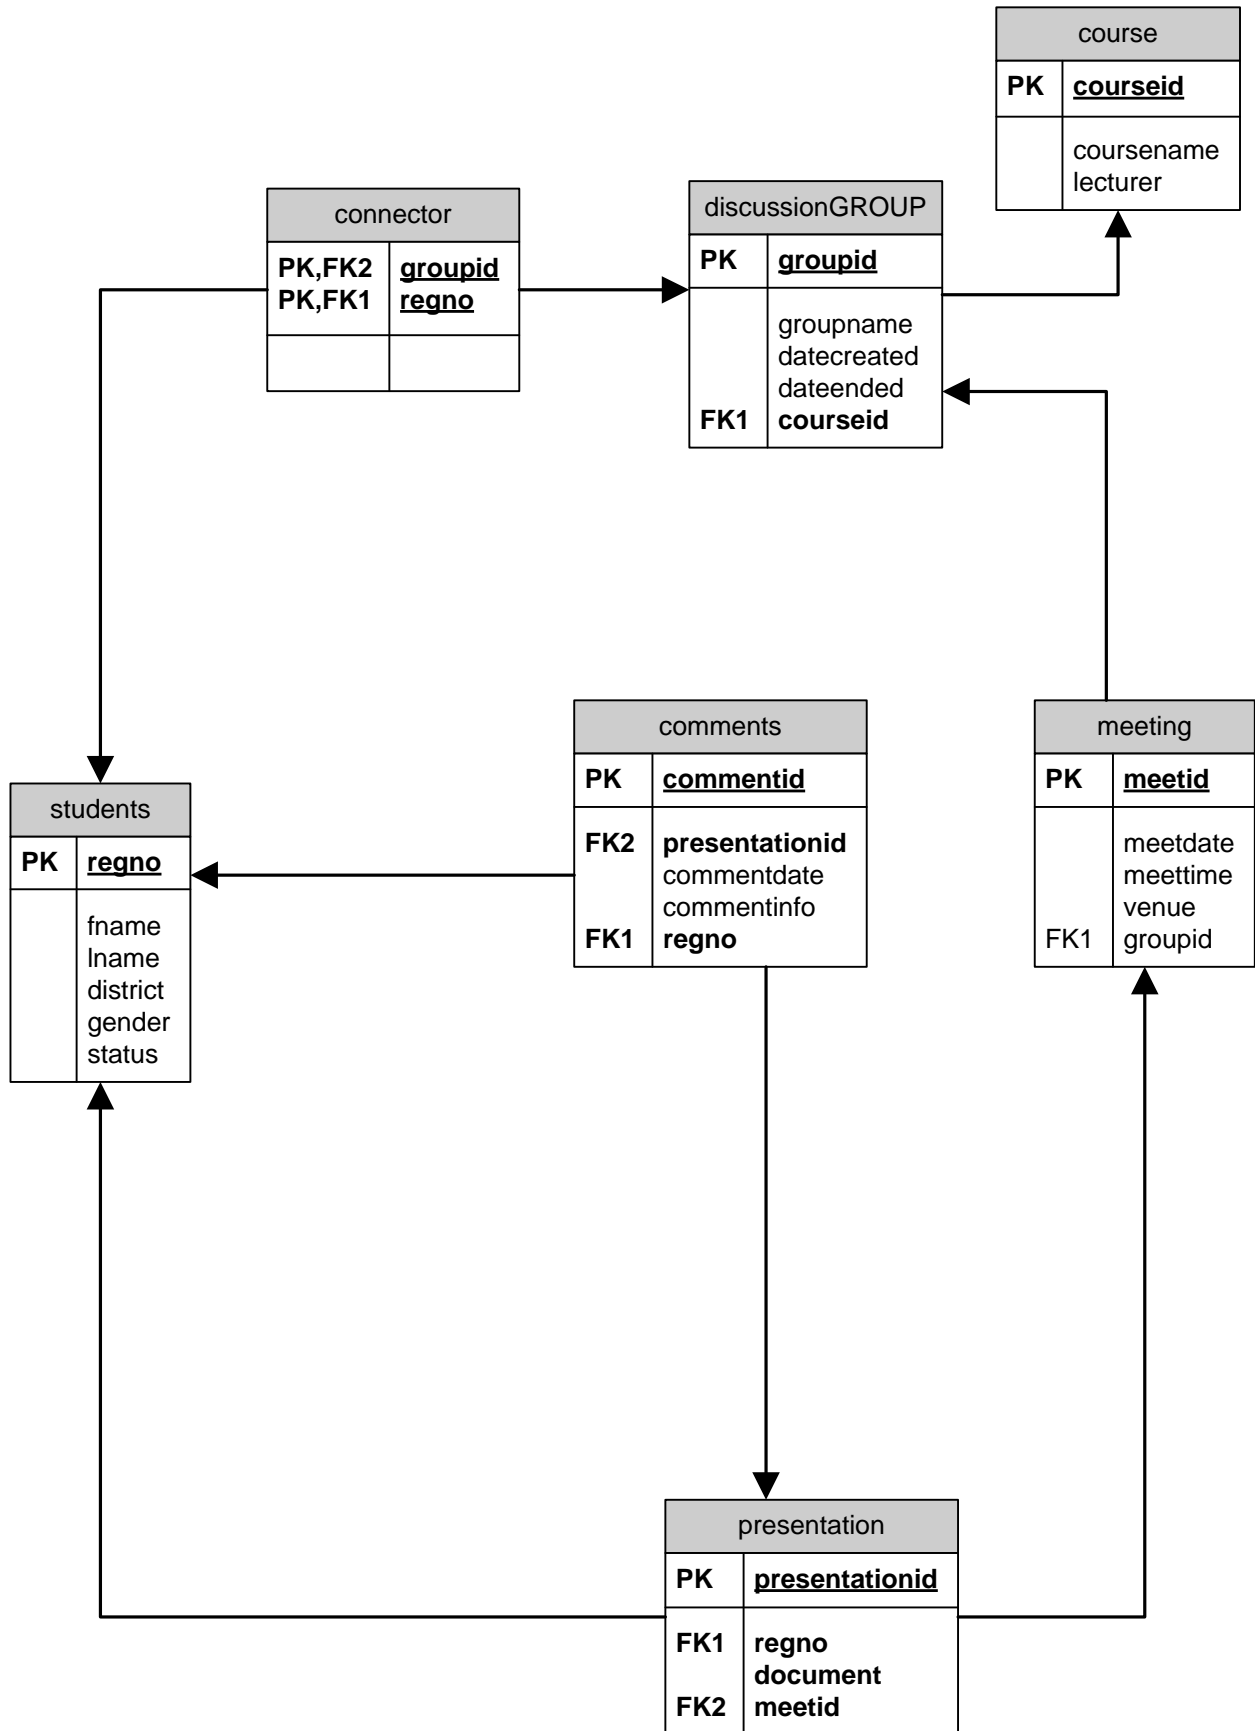 course
PK courseid
coursename
lecturer
connector
PK,FK2 groupid
PK,FK1 regno
discussionGROUP
PK groupid
groupname
datecreated
dateended
FK1 courseid
comments
PK commentid
FK2 presentationid
commentdate
commentinfo
FK1 regno
meeting
PK meetid
meetdate
meettime
venue
FK1 groupid
students
PK regno
fname
lname
district
gender
status
presentation
PK presentationid
FK1 regno
document
FK2 meetid